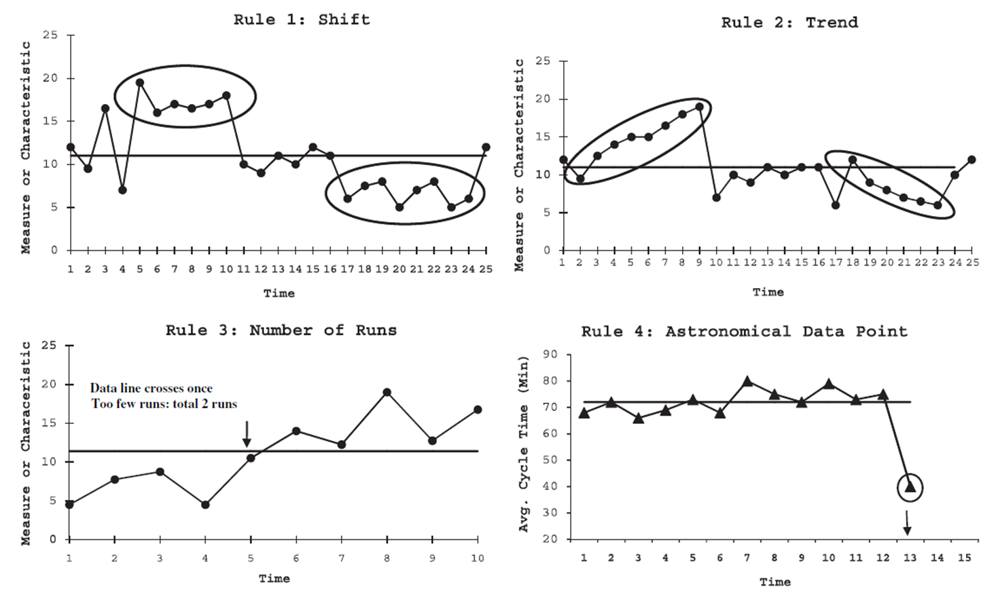 Rule 1: Shift
Measure or Characteristic
25
20
15
10
5
0
1 2 3 4 5 6 7 8 9 10 11 12 13 14 15 16 17 18 19 20 21 22 23 24 25
Time
Rule 2: Trend
Measure or Characteristic
25
20
15
10
5
0
1 2 3 4 5 6 7 8 9 10 11 12 13 14 15 16 17 18 19 20 21 22 23 24 25
Time
Rule 3: Number of Runs
Measure or Characeristic
25
20
15
10
5
0
Data line crosses once
Too few runs: total 2 runs
1 2 3 4 5 6 7 8 9 10
Time
Rule 4: Astronomical Data Point
Avg. Cycle Time (Min)
90
80
70
60
50
40
30
20
1 2 3 4 5 6 7 8 9 10 11 12 13 14 15
Time